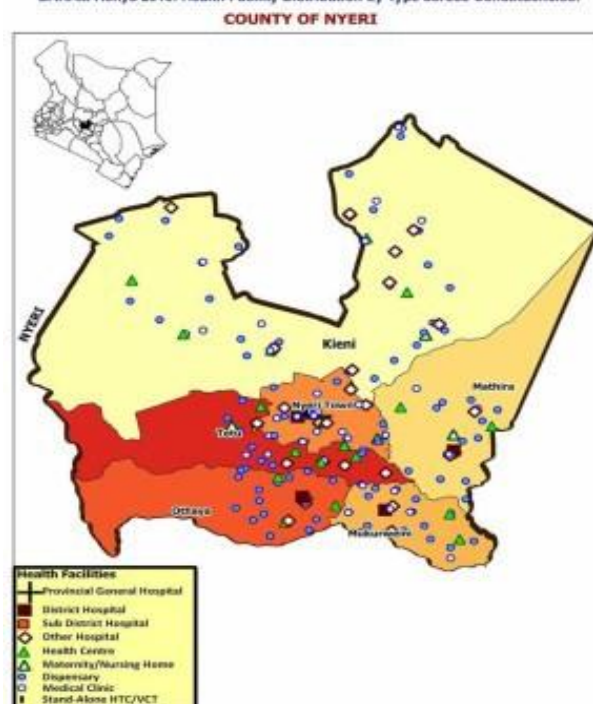 COUNTY OF NYERI
NYERI
Kieni
Mathira
Nyeri Town
Tetu
Othaya
Mukurweini
Health Facilities
Provincial General Hospital
District Hospital
Sub District Hospital
Other Hospital
Health Centre
Maternity/Nursing Home
Dispensary
Medical Clinic
Stand-Alone HTC/VCT